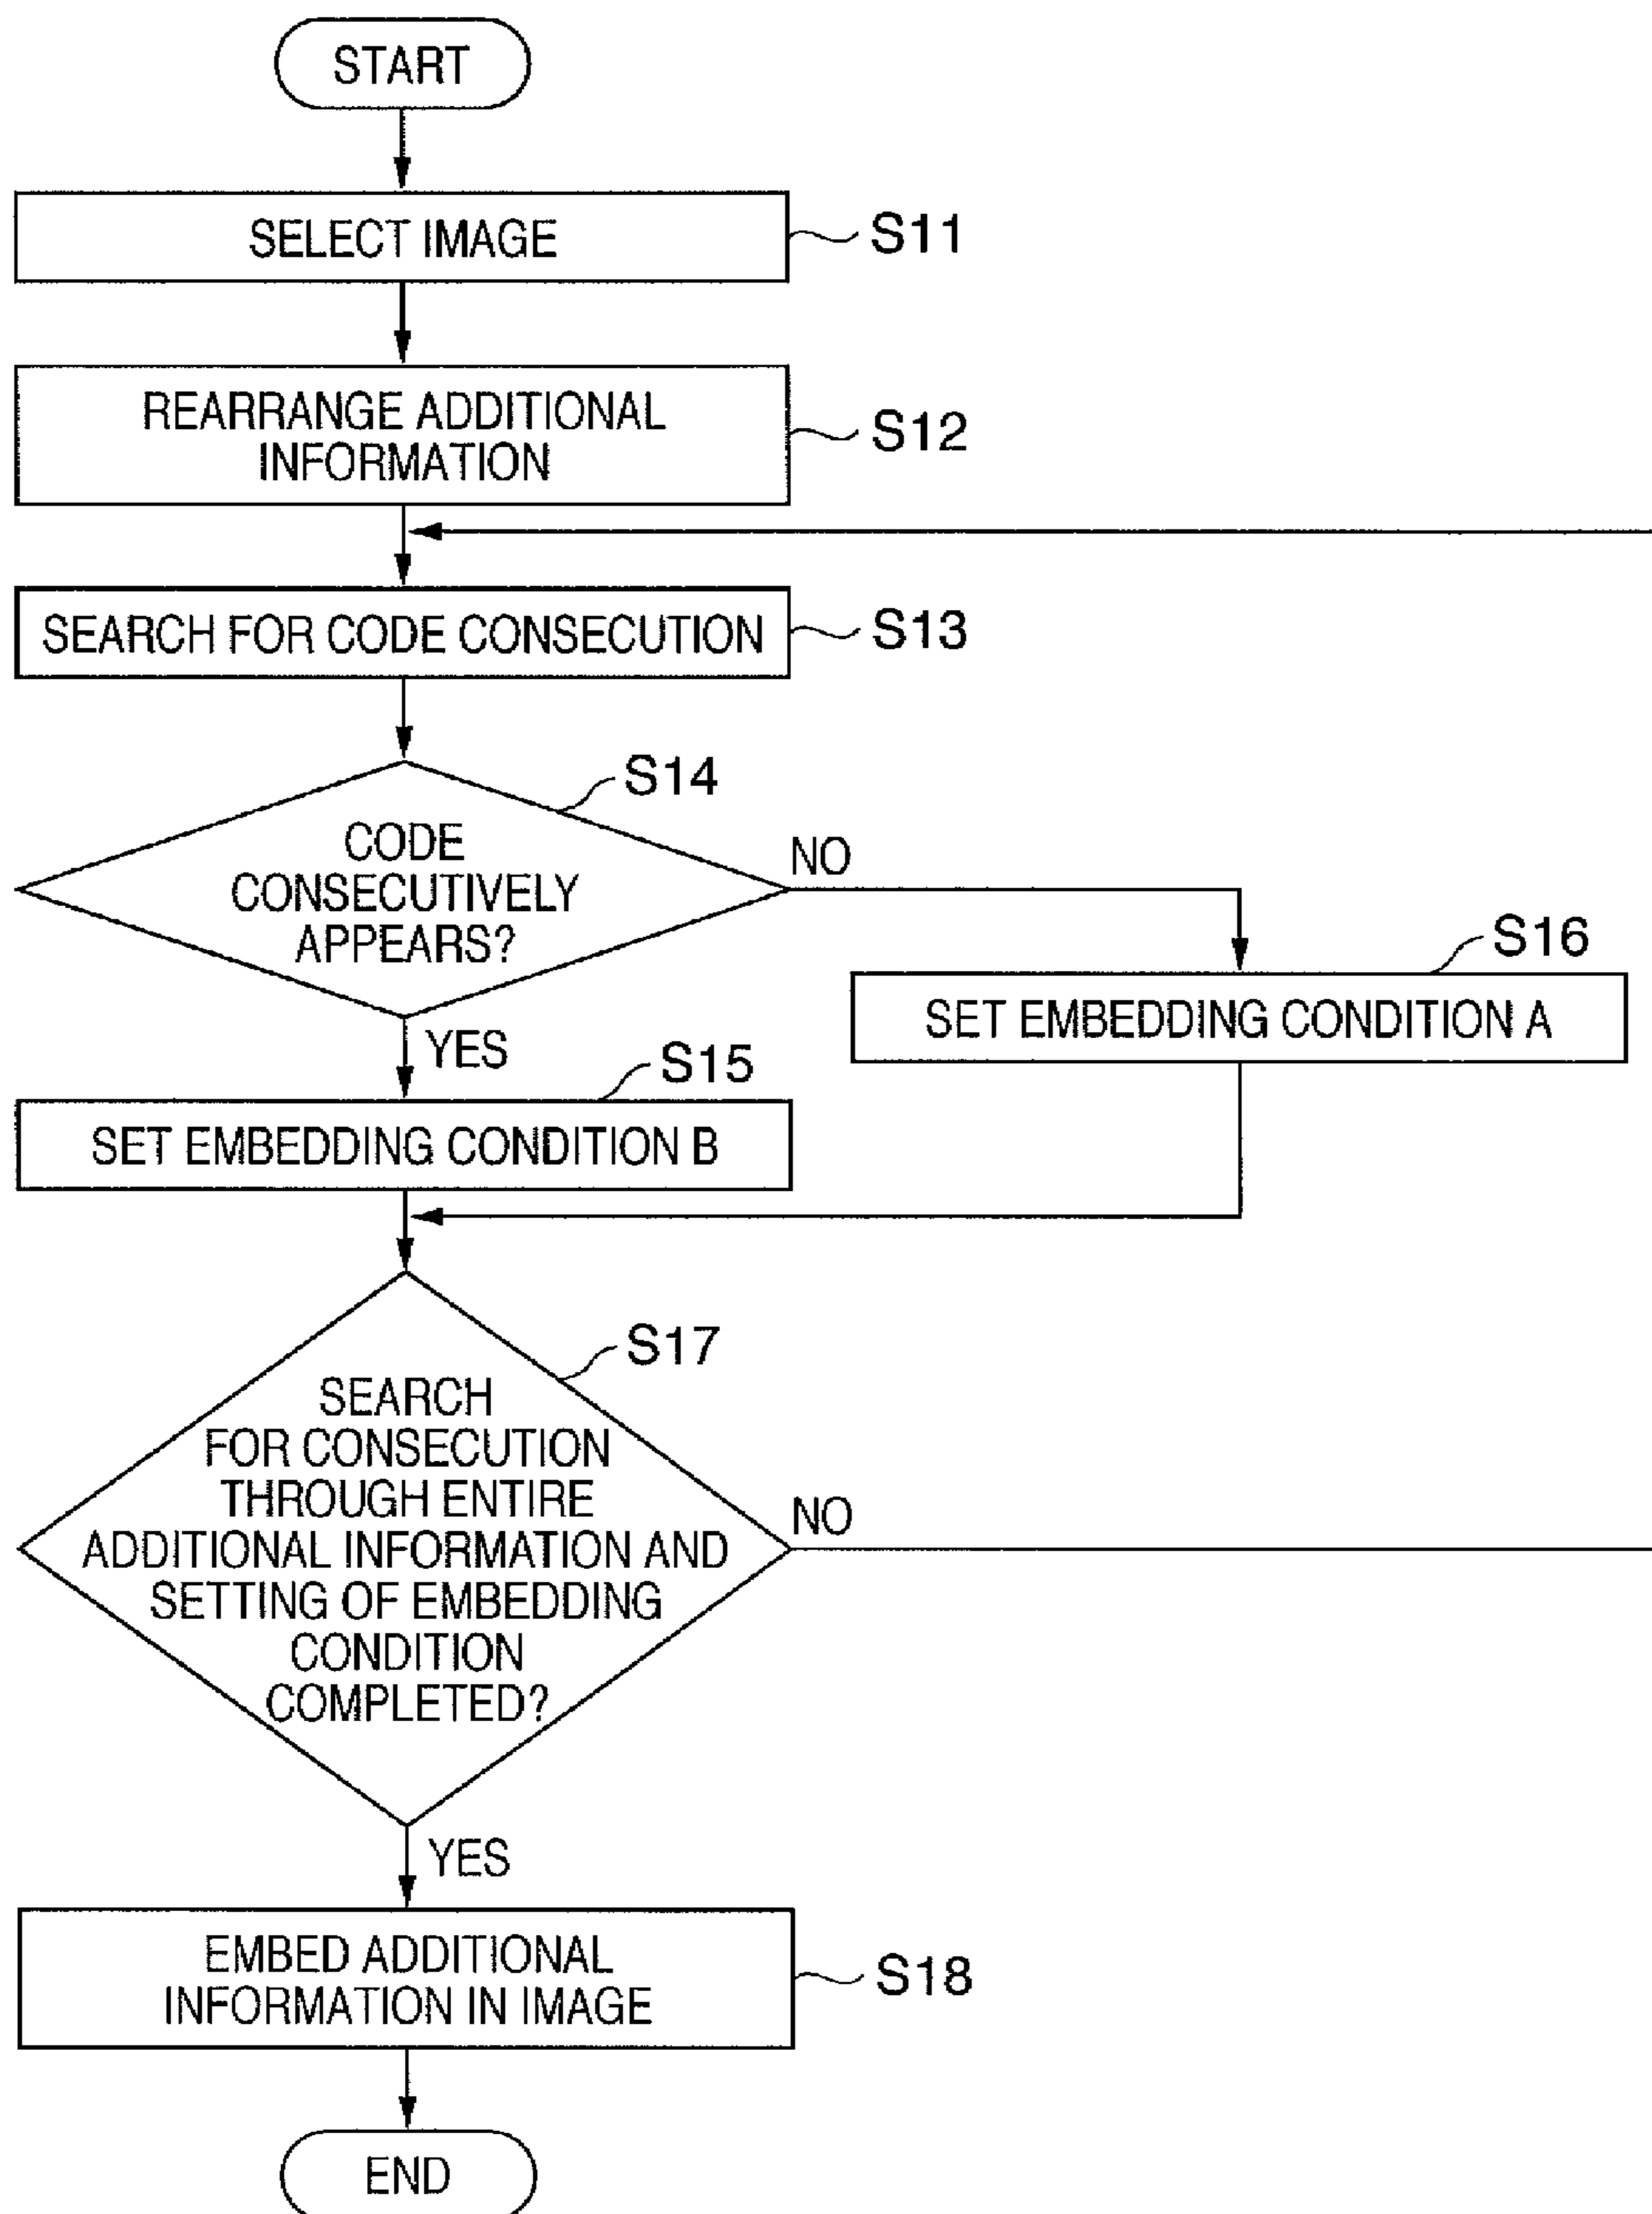 START
SELECT IMAGE
S11
REARRANGE ADDITIONAL
INFORMATION
S12
SEARCH FOR CODE CONSECUTION
S13
S14
CODE
CONSECUTIVELY
APPEARS?
NO
S16
SET EMBEDDING CONDITION A
YES
S15
SET EMBEDDING CONDITION B
S17
SEARCH
FOR CONSECUTION
THROUGH ENTIRE
ADDITIONAL INFORMATION AND
SETTING OF EMBEDDING
CONDITION
COMPLETED?
NO
YES
EMBED ADDITIONAL
INFORMATION IN IMAGE
S18
END